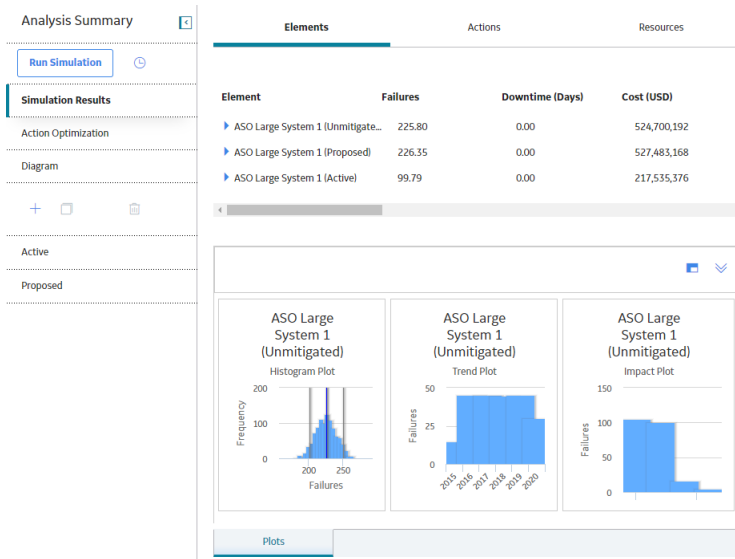 Analysis Summary
Run Simulation
Simulation Results
Action Optimization
Diagram
Active
Proposed
Elements Actions Resources
Element Failures Downtime (Days) Cost (USD)
ASO Large System 1 (Unmitigate... 225.80 0.00 524,700,192
ASO Large System 1 (Proposed) 226.35 0.00 527,483,168
ASO Large System 1 (Active) 99.79 0.00 217,535,376
ASO Large
System 1
(Unmitigated)
Histogram Plot
200
100
0
Frequency
200 250
Failures
ASO Large
System 1
(Unmitigated)
Trend Plot
50
25
0
Failures
2015 2016 2017 2018 2019 2020
ASO Large
System 1
(Unmitigated)
Impact Plot
150
100
50
0
Failures
Plots